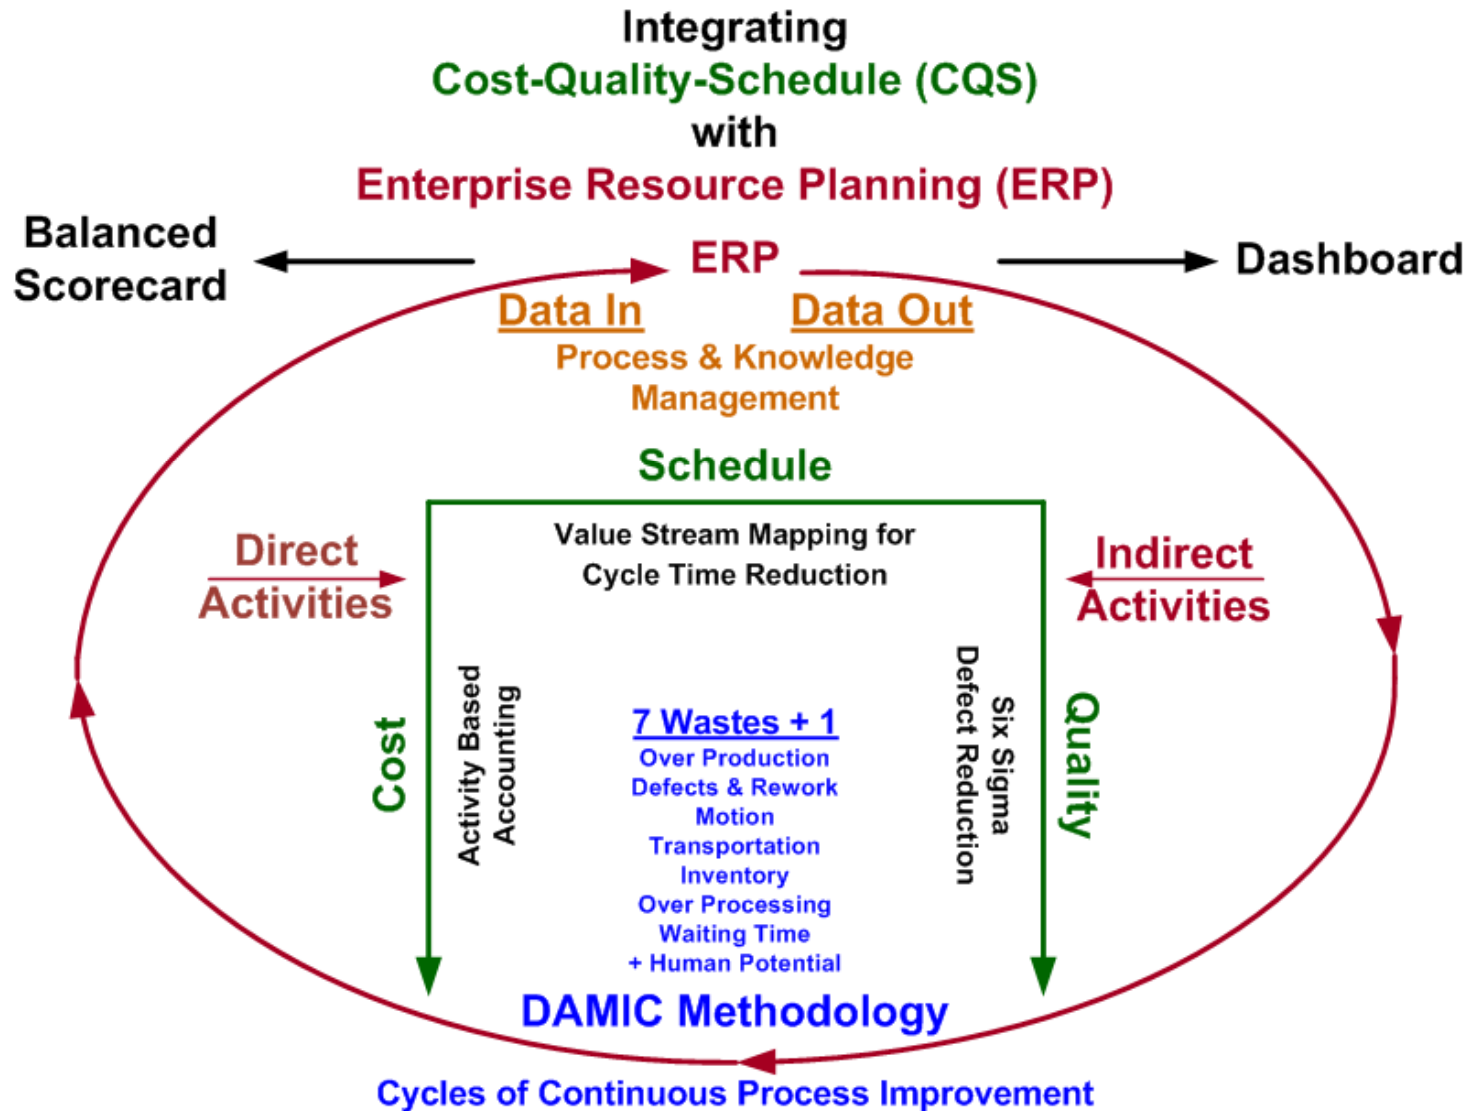 Integrating
Cost-Quality-Schedule (CQS)
with
Enterprise Resource Planning (ERP)
Balanced
Scorecard
ERP
Dashboard
Data In
Data Out
Process & Knowledge
Management
Schedule
Value Stream Mapping for
Cycle Time Reduction
Direct
Activities
Indirect
Activities
Cost
Activity Based
Accounting
7 Wastes + 1
Over Production
Defects & Rework
Motion
Transportation
Inventory
Over Processing
Waiting Time
+ Human Potential
Six Sigma
Defect Reduction
Quality
DAMIC Methodology
Cycles of Continuous Process Improvement